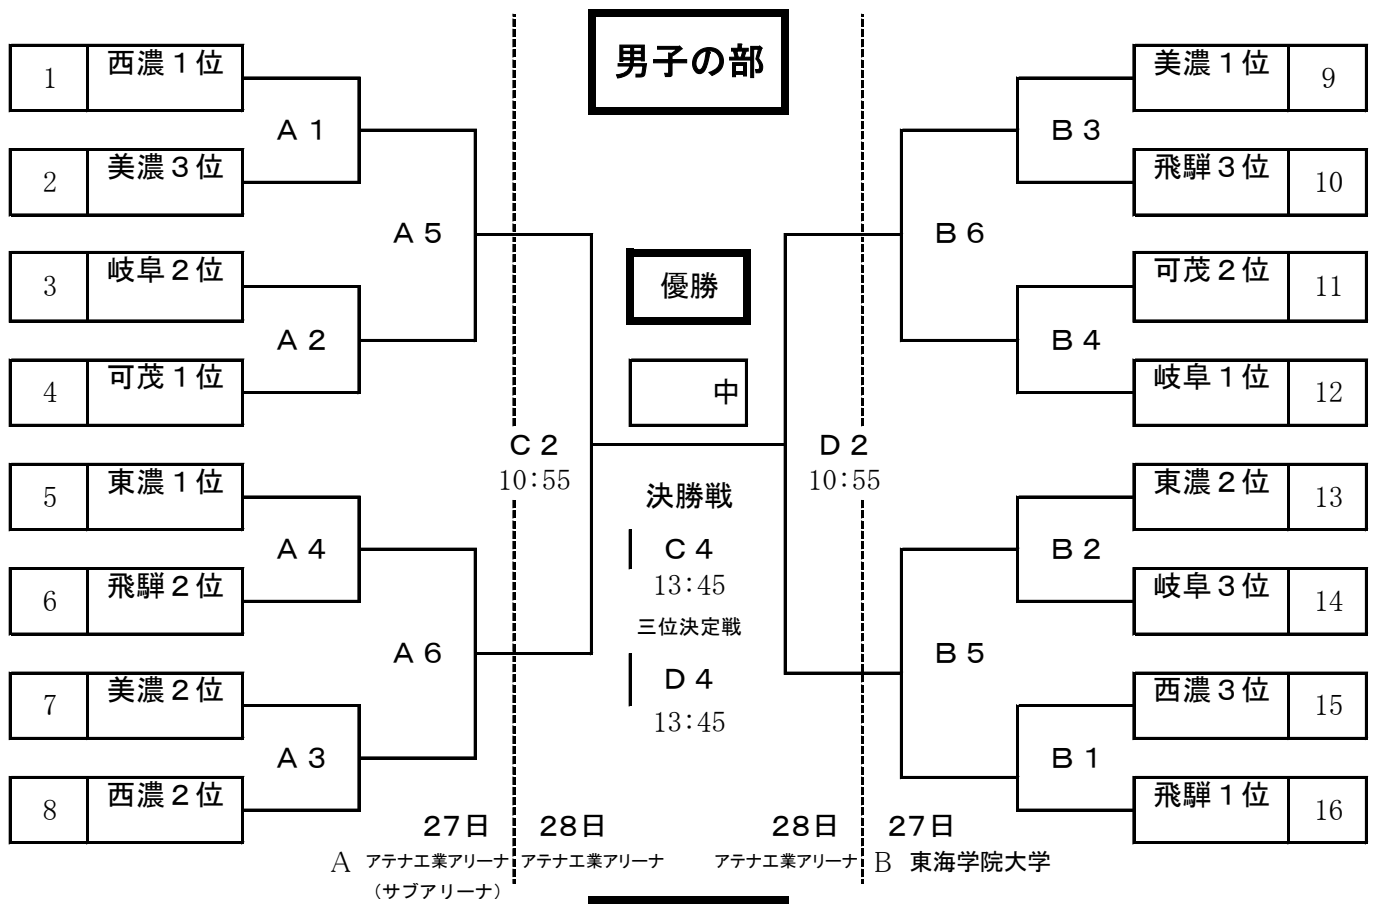 男子の部
1 西濃１位
2 美濃３位
3 岐阜２位
4 可茂１位
5 東濃１位
6 飛騨２位
7 美濃２位
8 西濃２位
Ａ１
Ａ２
Ａ４
Ａ３
Ａ５
Ａ６
Ｃ２
10:55
優勝
中
決勝戦
Ｃ４
13:45
三位決定戦
Ｄ４
13:45
Ｄ２
10:55
Ｂ６
Ｂ５
Ｂ３
Ｂ４
Ｂ２
Ｂ１
美濃１位 9
飛騨３位 10
可茂２位 11
岐阜１位 12
東濃２位 13
岐阜３位 14
西濃３位 15
飛騨１位 16
27日 28日 28日 27日
A アテナ工業アリーナ アテナ工業アリーナ アテナ工業アリーナ B 東海学院大学
（サブアリーナ）